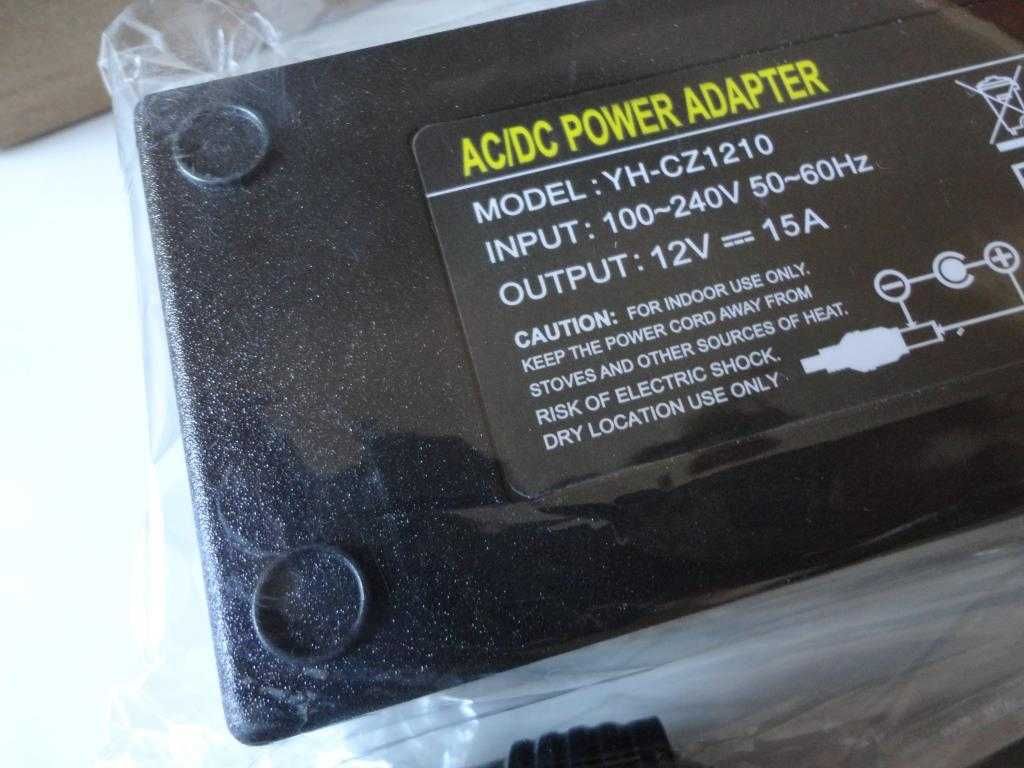 AC/DC POWER ADAPTER
MODEL : YH-CZ1210
INPUT : 100~240V 50~60Hz
OUTPUT : 12V ⎓ 15A
CAUTION: FOR INDOOR USE ONLY.
KEEP THE POWER CORD AWAY FROM
STOVES AND OTHER SOURCES OF HEAT.
RISK OF ELECTRIC SHOCK.
DRY LOCATION USE ONLY